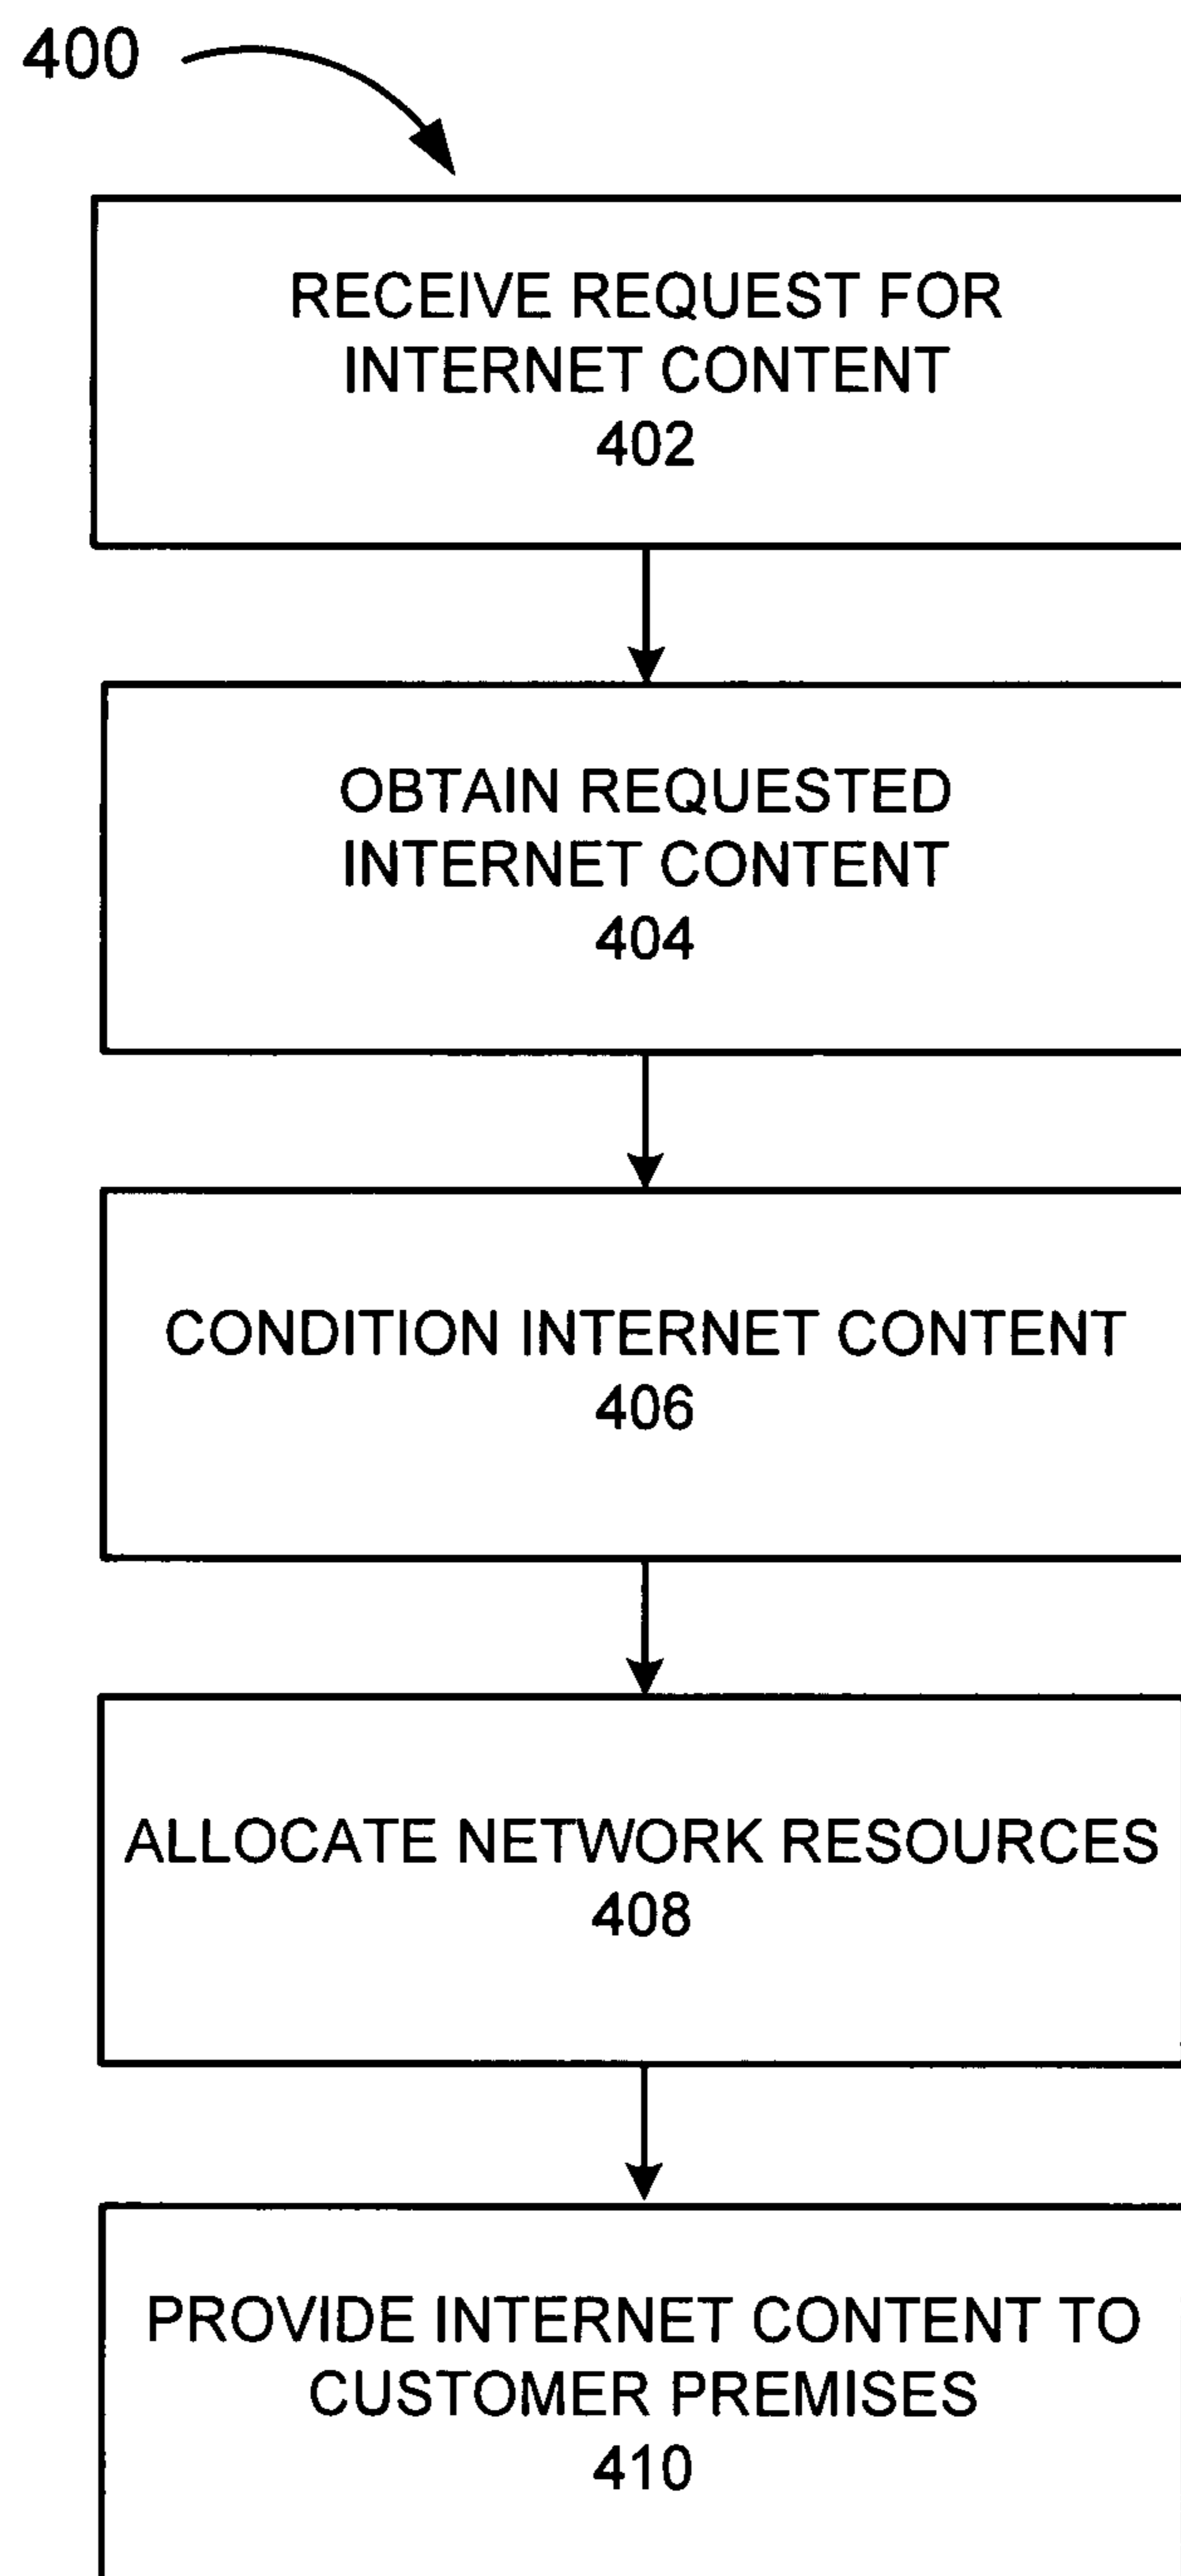 400
RECEIVE REQUEST FOR
INTERNET CONTENT
402
OBTAIN REQUESTED
INTERNET CONTENT
404
CONDITION INTERNET CONTENT
406
ALLOCATE NETWORK RESOURCES
408
PROVIDE INTERNET CONTENT TO
CUSTOMER PREMISES
410